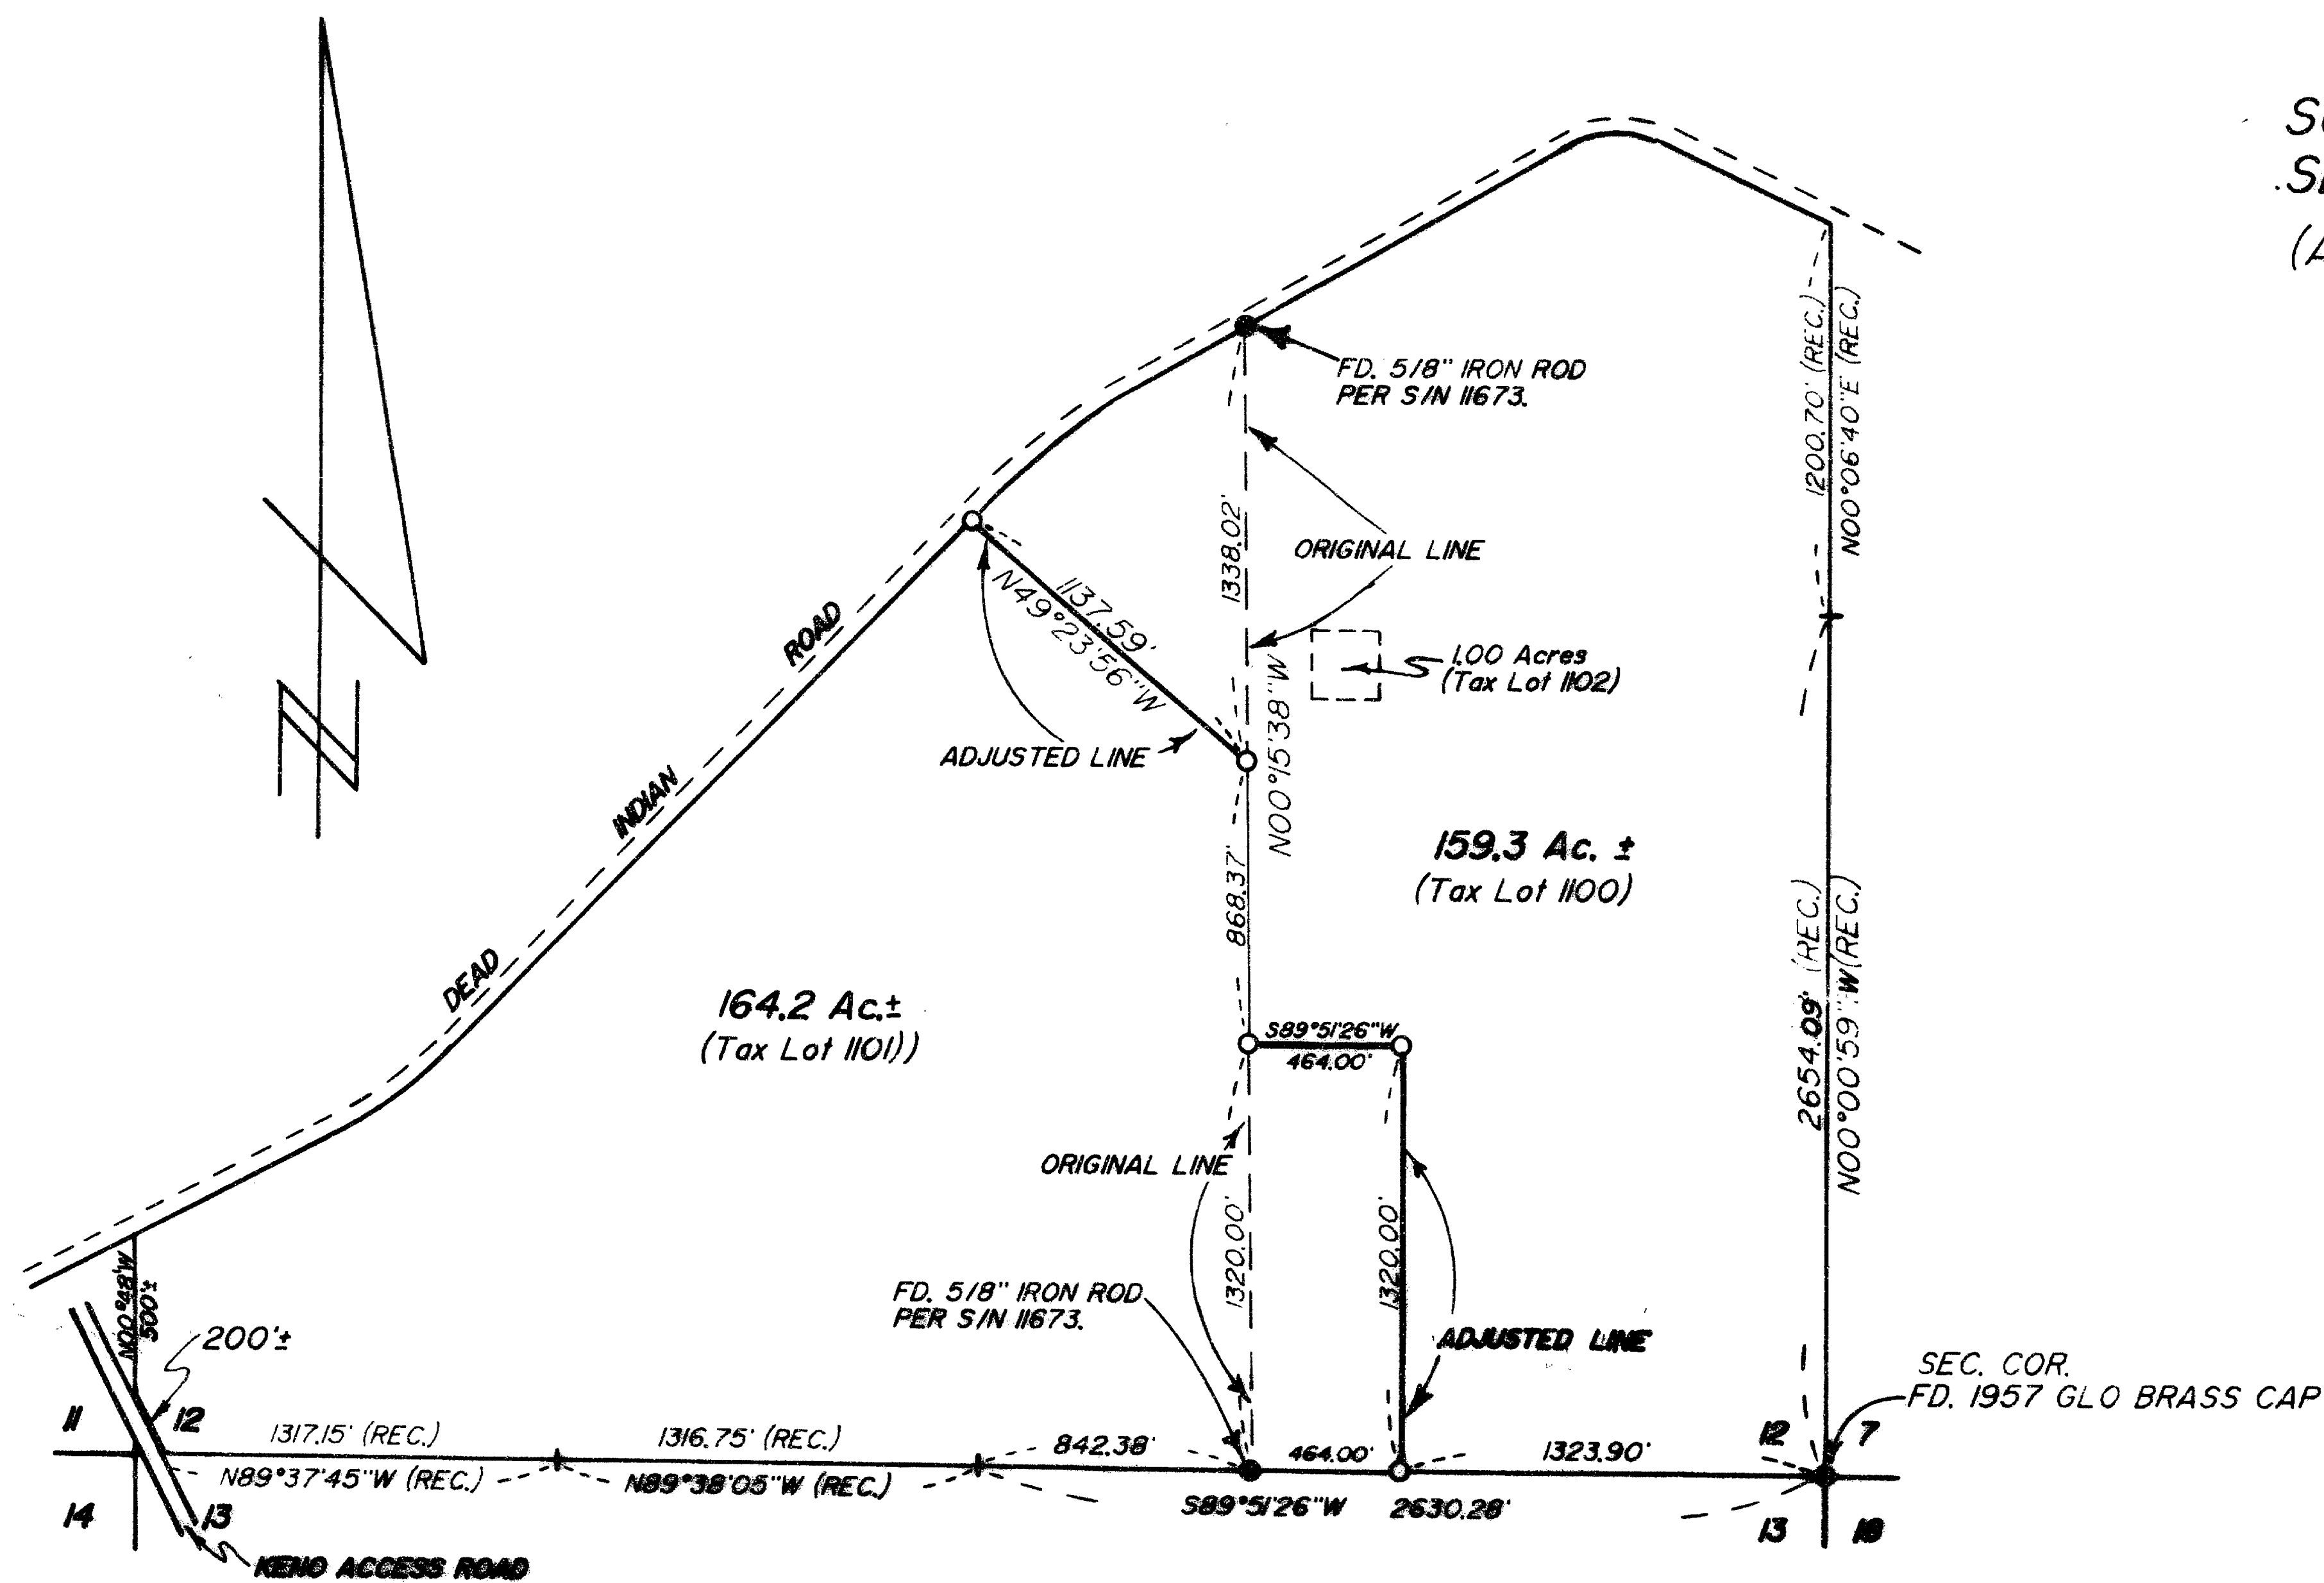 N
FD. 5/8" IRON ROD
PER S/N 11673.
1200.70' (REC.)
N00°06'40"E (REC.)
1338.02'
ORIGINAL LINE
1137.59'
N49°23'56"W
ROAD
1.00 Acres
(Tax Lot 1102)
N00°15'38"W
ADJUSTED LINE
INDIAN
159.3 Ac. ±
(Tax Lot 1100)
868.37'
2654.09' (REC.)
N00°00'59"W (REC.)
DEAD
164.2 Ac.±
(Tax Lot 1101))
S89°51'26"W
464.00'
ORIGINAL LINE
1320.00'
1320.00'
N00°48'W
500'±
FD. 5/8" IRON ROD
PER S/N 11673.
200'±
ADJUSTED LINE
SEC. COR.
FD. 1957 GLO BRASS CAP
11
12
1317.15' (REC.)
1316.75' (REC.)
842.38'
464.00'
1323.90'
12
7
N89°37'45"W (REC.)
N89°38'05"W (REC.)
S89°51'26"W
2630.28'
14
13
13
18
KENO ACCESS ROAD